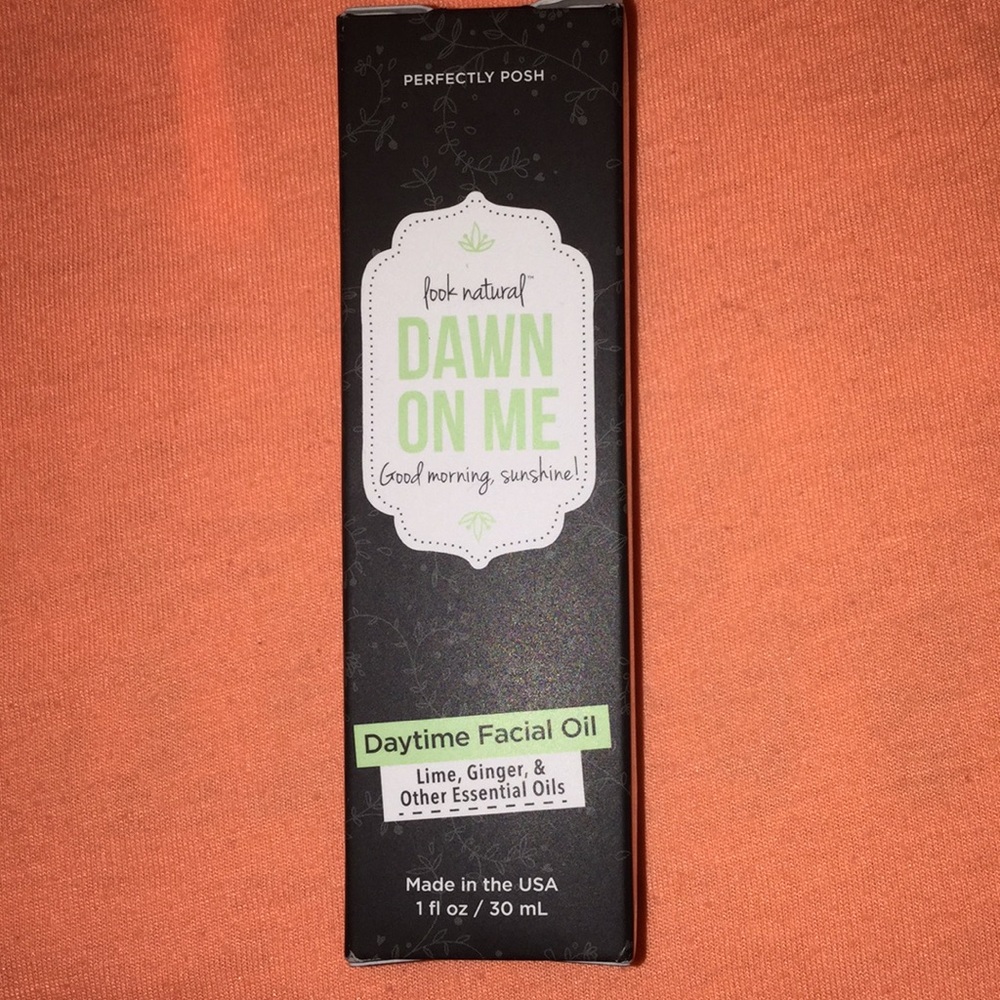 PERFECTLY POSH
look natural™
DAWN
ON ME
Good morning, sunshine!
Daytime Facial Oil
Lime, Ginger, &
Other Essential Oils
Made in the USA
1 fl oz / 30 mL